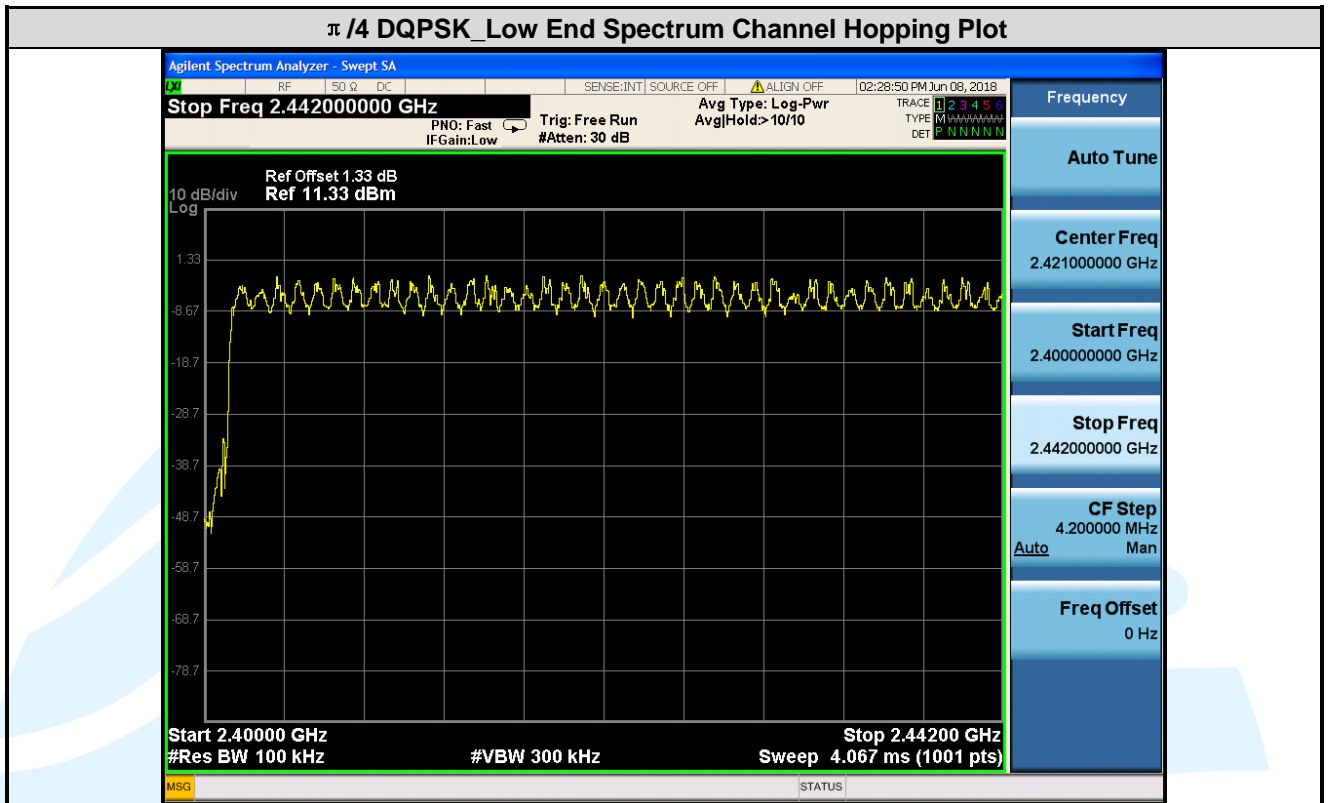 π/4 DQPSK_Low End Spectrum Channel Hopping Plot
Agilent Spectrum Analyzer - Swept SA
LXI RF 50 Ω DC SENSE:INT SOURCE OFF ALIGN OFF 02:28:50 PM Jun 08, 2018
Stop Freq 2.442000000 GHz
PNO: Fast
IFGain:Low
Trig: Free Run
#Atten: 30 dB
Avg Type: Log-Pwr
Avg|Hold:>10/10
TRACE 1 2 3 4 5 6
TYPE M
DET P N N N N N
Ref Offset 1.33 dB
10 dB/div Ref 11.33 dBm
Log
1.33
-8.67
-18.7
-28.7
-38.7
-48.7
-58.7
-68.7
-78.7
Start 2.40000 GHz Stop 2.44200 GHz
#Res BW 100 kHz #VBW 300 kHz Sweep 4.067 ms (1001 pts)
MSG STATUS
Frequency
Auto Tune
Center Freq
2.421000000 GHz
Start Freq
2.400000000 GHz
Stop Freq
2.442000000 GHz
CF Step
4.200000 MHz
Auto Man
Freq Offset
0 Hz